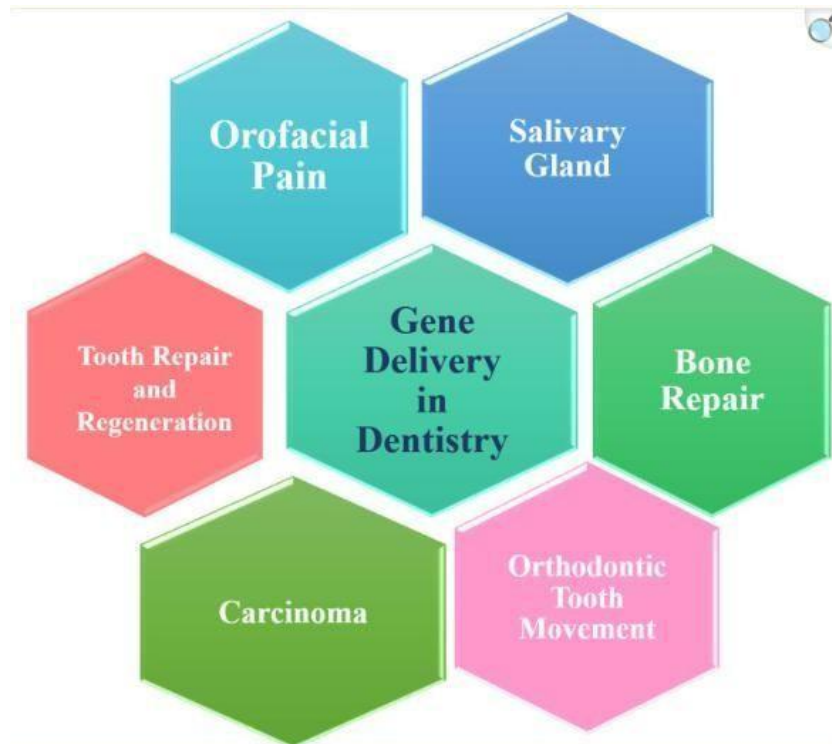 Orofacial
Pain
Salivary
Gland
Tooth Repair
and
Regeneration
Gene
Delivery
in
Dentistry
Bone
Repair
Carcinoma
Orthodontic
Tooth
Movement